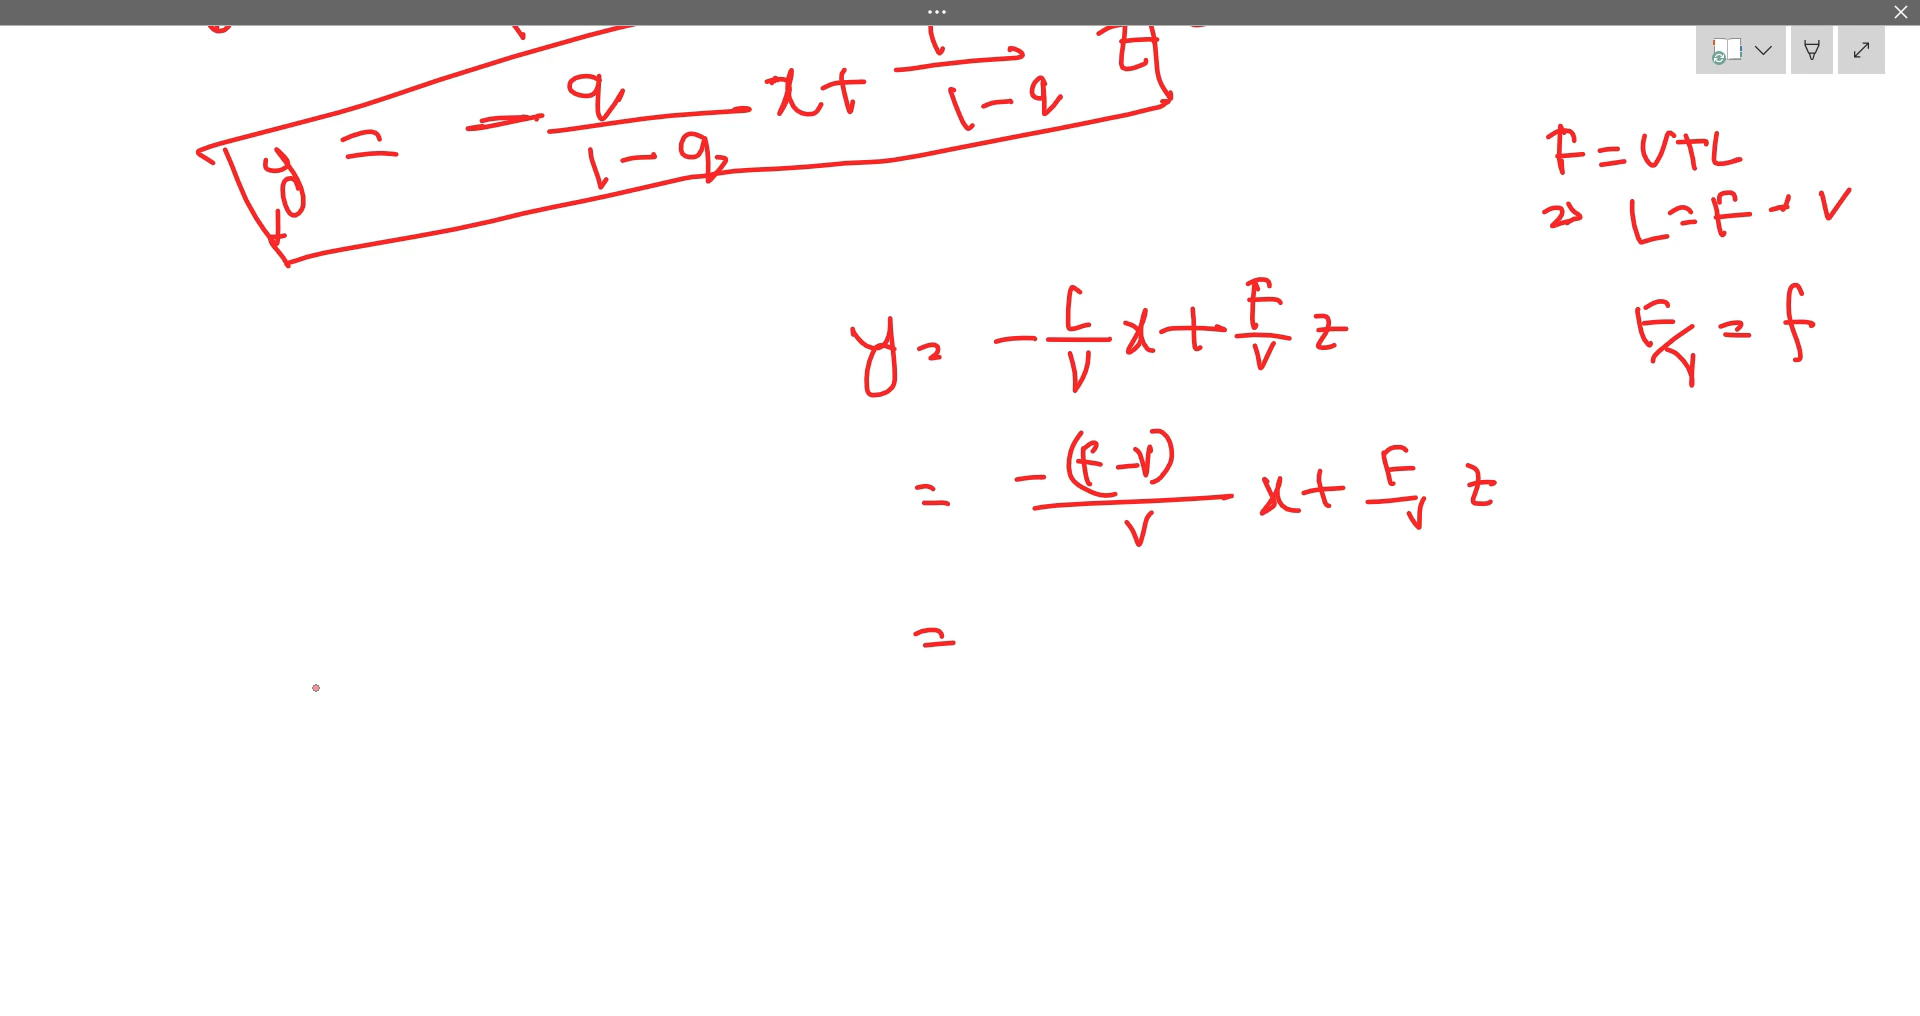 y = - q/(1-q) x + 1/(1-q) z
F = V+L
⇒ L = F - V
y = - L/V x + F/V z
F/V = f
= -(F-V)/V x + F/V z
=